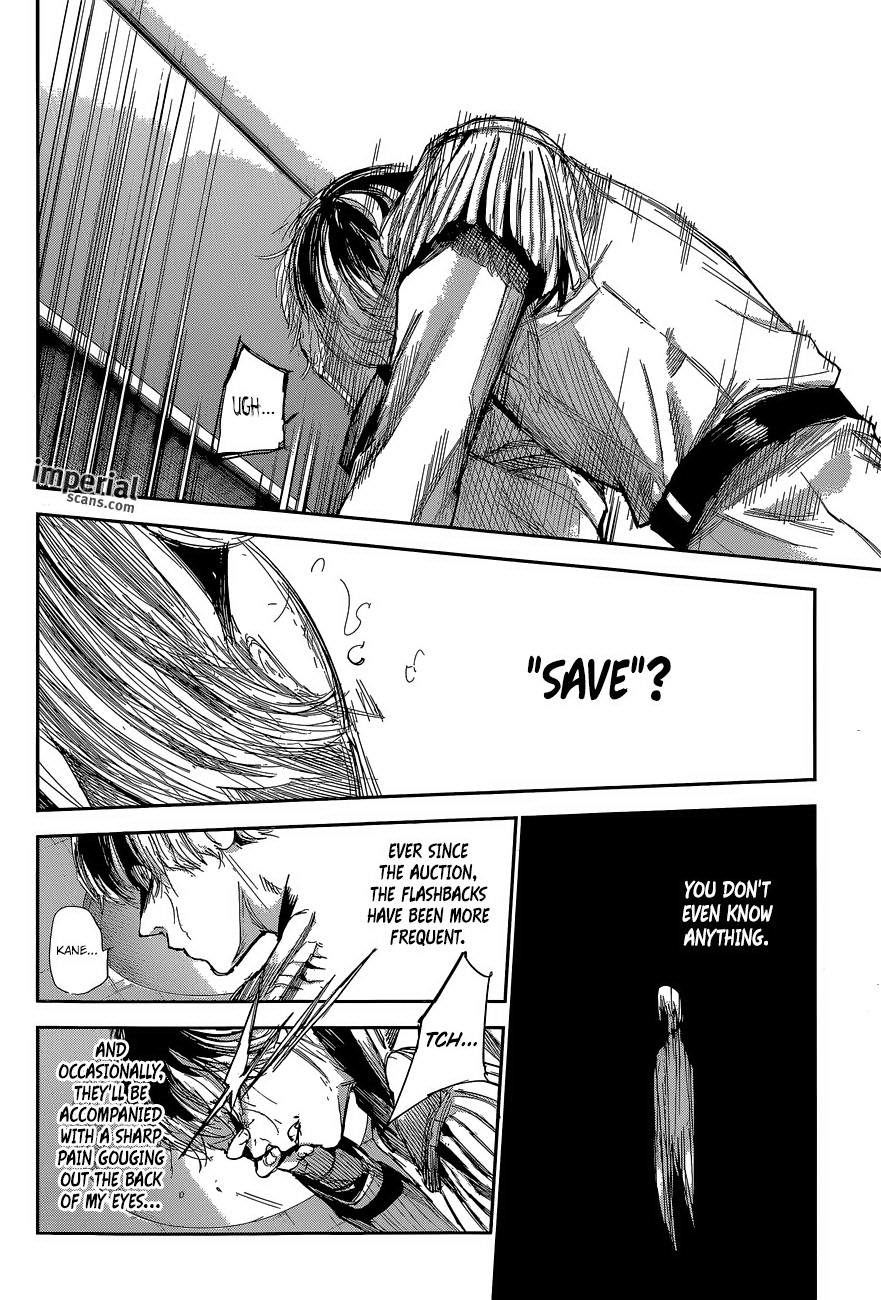 UGH...
imperial
scans.com
"SAVE"?
YOU DON'T
EVEN KNOW
ANYTHING.
EVER SINCE
THE AUCTION,
THE FLASHBACKS
HAVE BEEN MORE
FREQUENT.
KANE...
TCH...
AND
OCCASIONALLY,
THEY'LL BE
ACCOMPANIED
WITH A SHARP
PAIN GOUGING
OUT THE BACK
OF MY EYES...